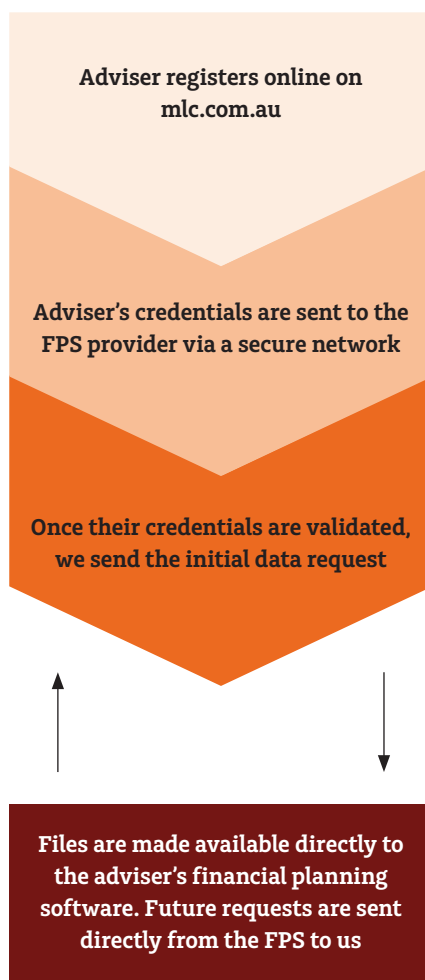 Adviser registers online on
mlc.com.au
Adviser’s credentials are sent to the
FPS provider via a secure network
Once their credentials are validated,
we send the initial data request
Files are made available directly to
the adviser’s financial planning
software. Future requests are sent
directly from the FPS to us